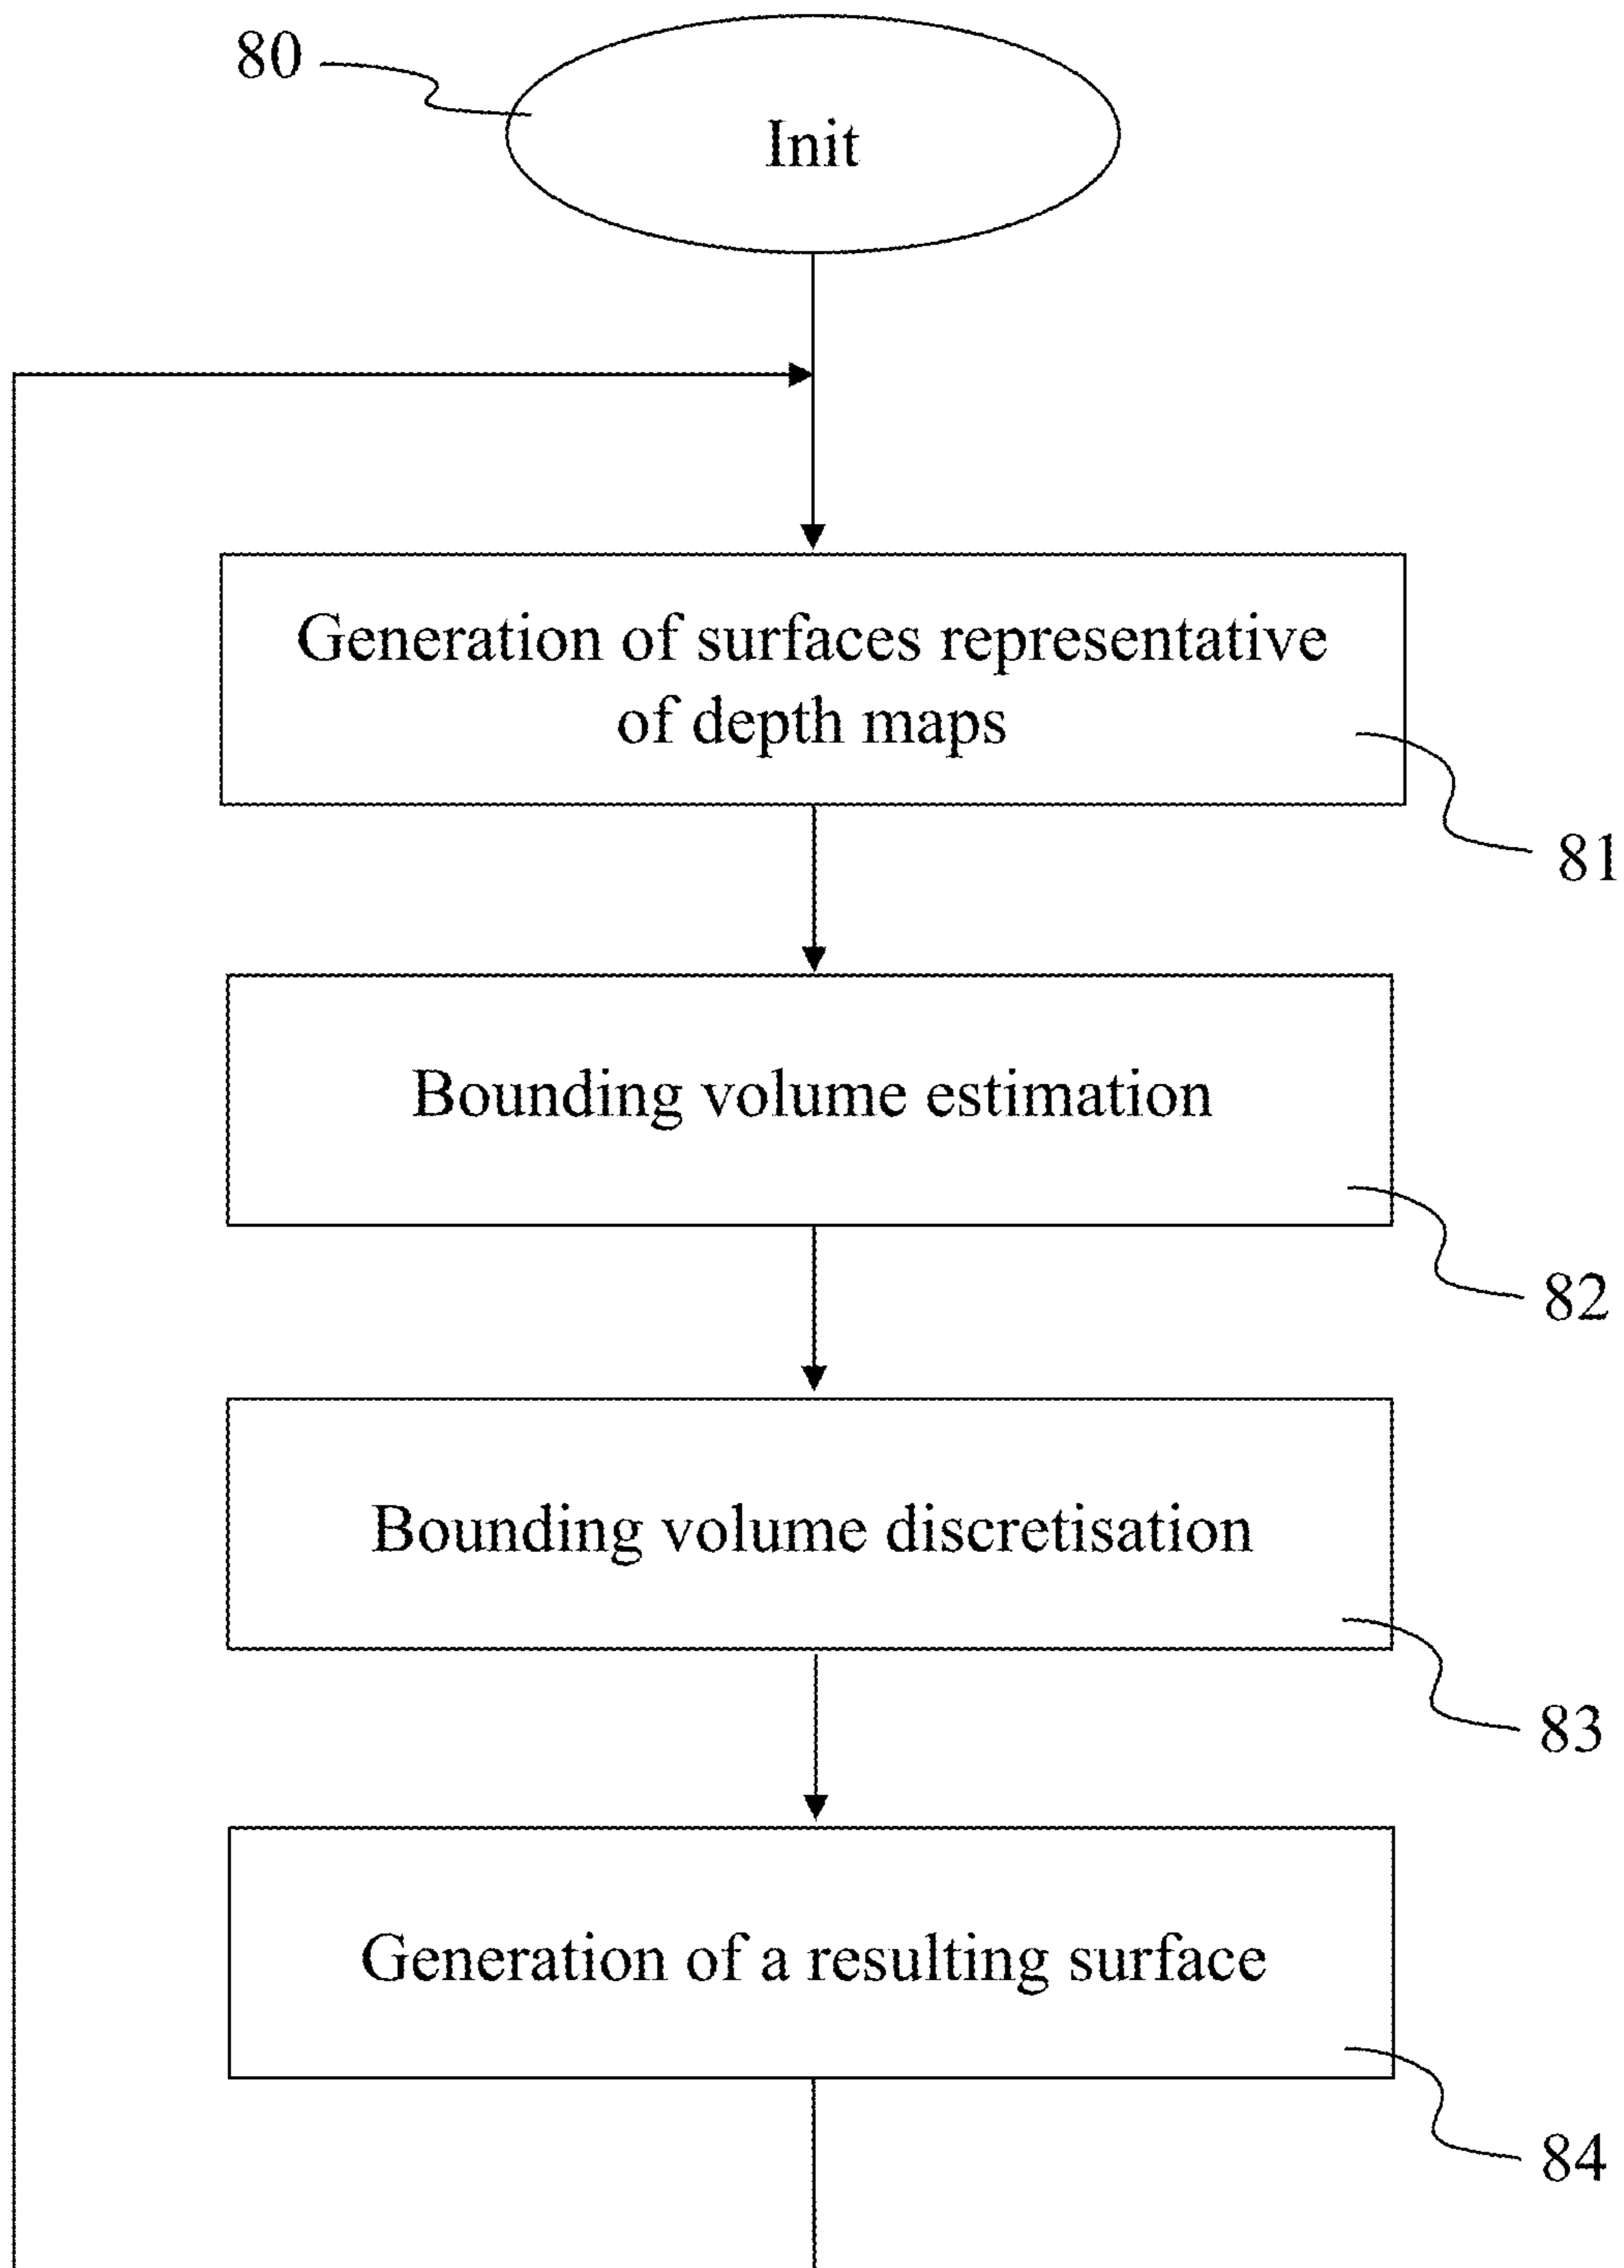 80
Init
Generation of surfaces representative
of depth maps
81
Bounding volume estimation
82
Bounding volume discretisation
83
Generation of a resulting surface
84